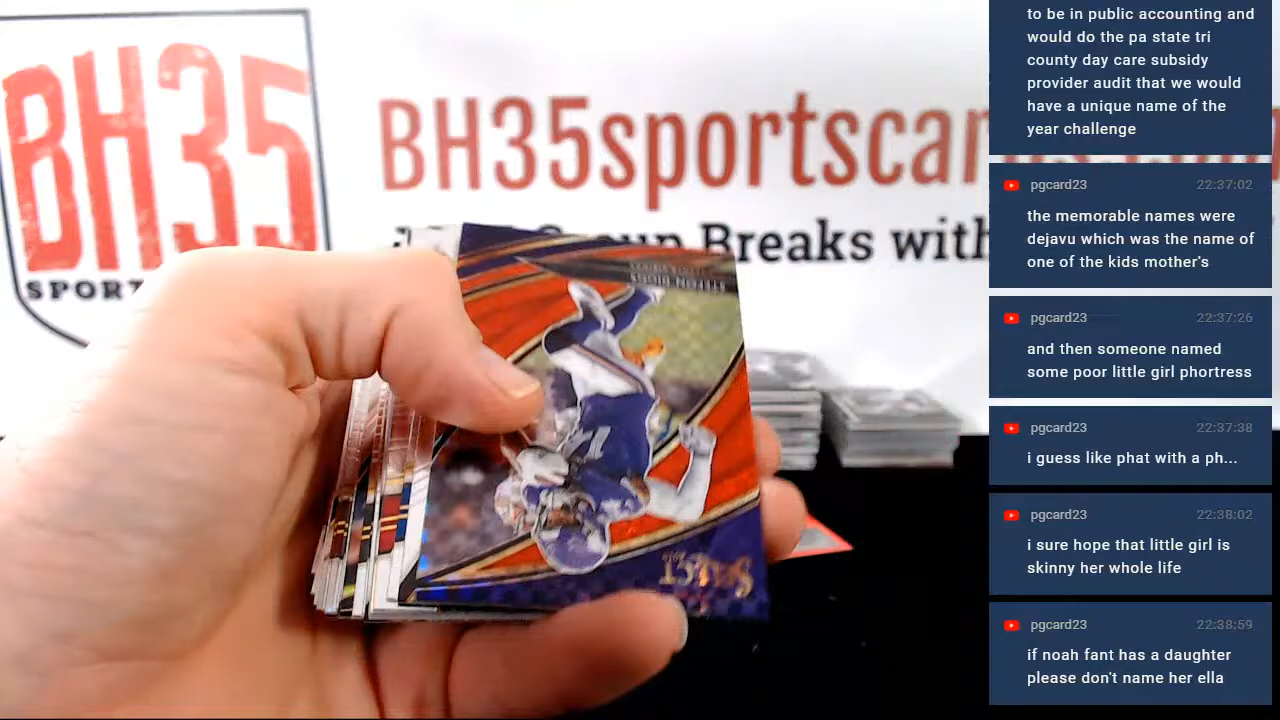 BH35
SPORT
BH35sportscar
Group Breaks with
STEFON DIGGS
SELECT
14
to be in public accounting and
would do the pa state tri
county day care subsidy
provider audit that we would
have a unique name of the
year challenge
pgcard23 22:37:02
the memorable names were
dejavu which was the name of
one of the kids mother's
pgcard23 22:37:26
and then someone named
some poor little girl phortress
pgcard23 22:37:38
i guess like phat with a ph...
pgcard23 22:38:02
i sure hope that little girl is
skinny her whole life
pgcard23 22:38:59
if noah fant has a daughter
please don't name her ella